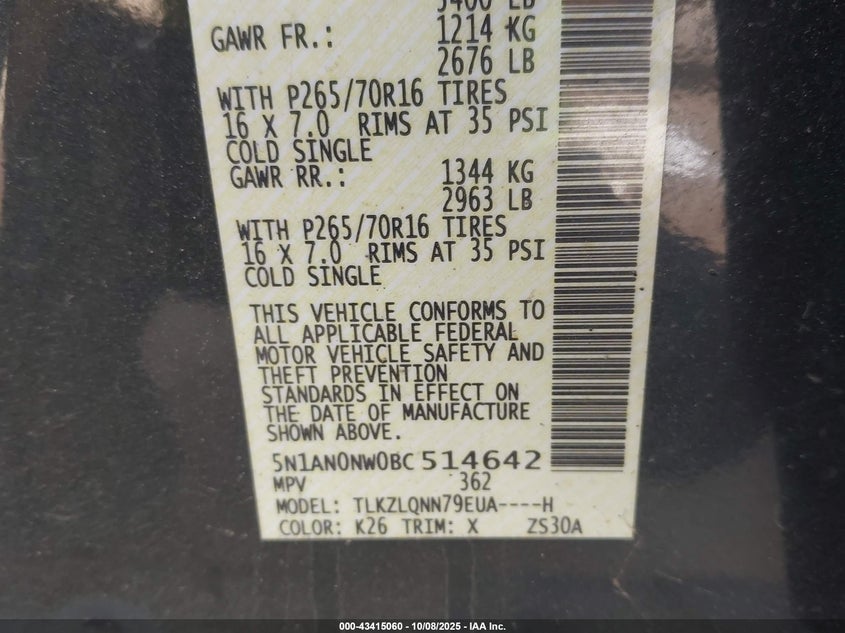 5400 LB
GAWR FR.: 1214 KG
2676 LB
WITH P265/70R16 TIRES
16 X 7.0 RIMS AT 35 PSI
COLD SINGLE
GAWR RR.: 1344 KG
2963 LB
WITH P265/70R16 TIRES
16 X 7.0 RIMS AT 35 PSI
COLD SINGLE
THIS VEHICLE CONFORMS TO
ALL APPLICABLE FEDERAL
MOTOR VEHICLE SAFETY AND
THEFT PREVENTION
STANDARDS IN EFFECT ON
THE DATE OF MANUFACTURE
SHOWN ABOVE.
5N1AN0NW0BC514642
MPV 362
MODEL: TLKZLQNN79EUA----H
COLOR: K26 TRIM: X ZS30A
000-43415060 - 10/08/2025 - IAA Inc.